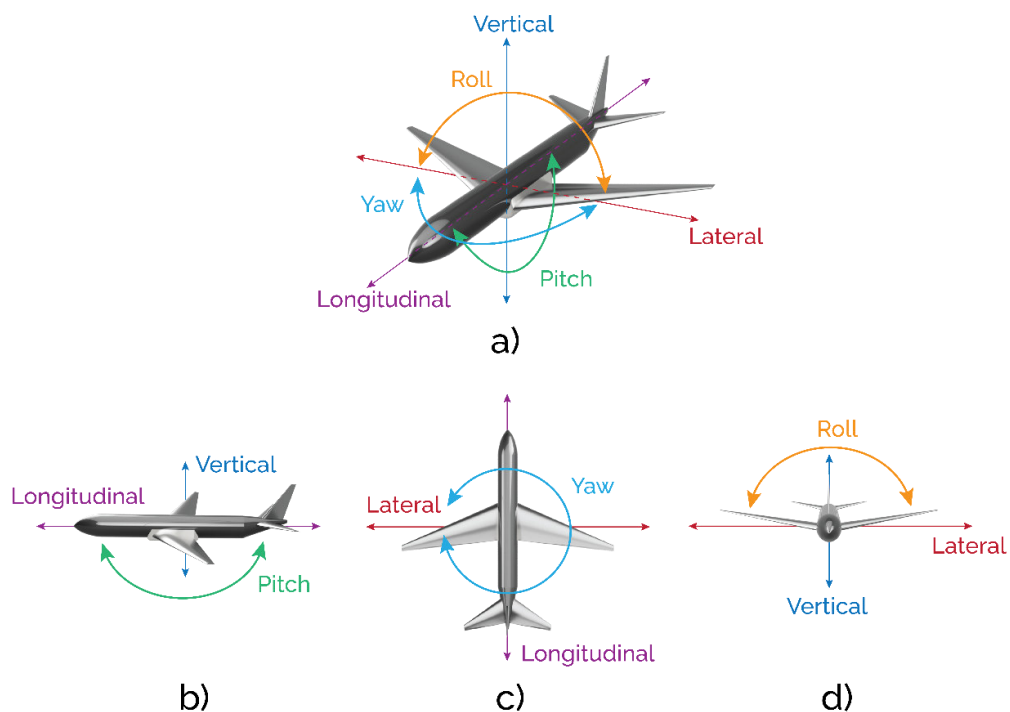 Vertical
Roll
Yaw
Lateral
Pitch
Longitudinal
a)
Vertical
Longitudinal
Pitch
b)
Yaw
Lateral
Longitudinal
c)
Roll
Lateral
Vertical
d)